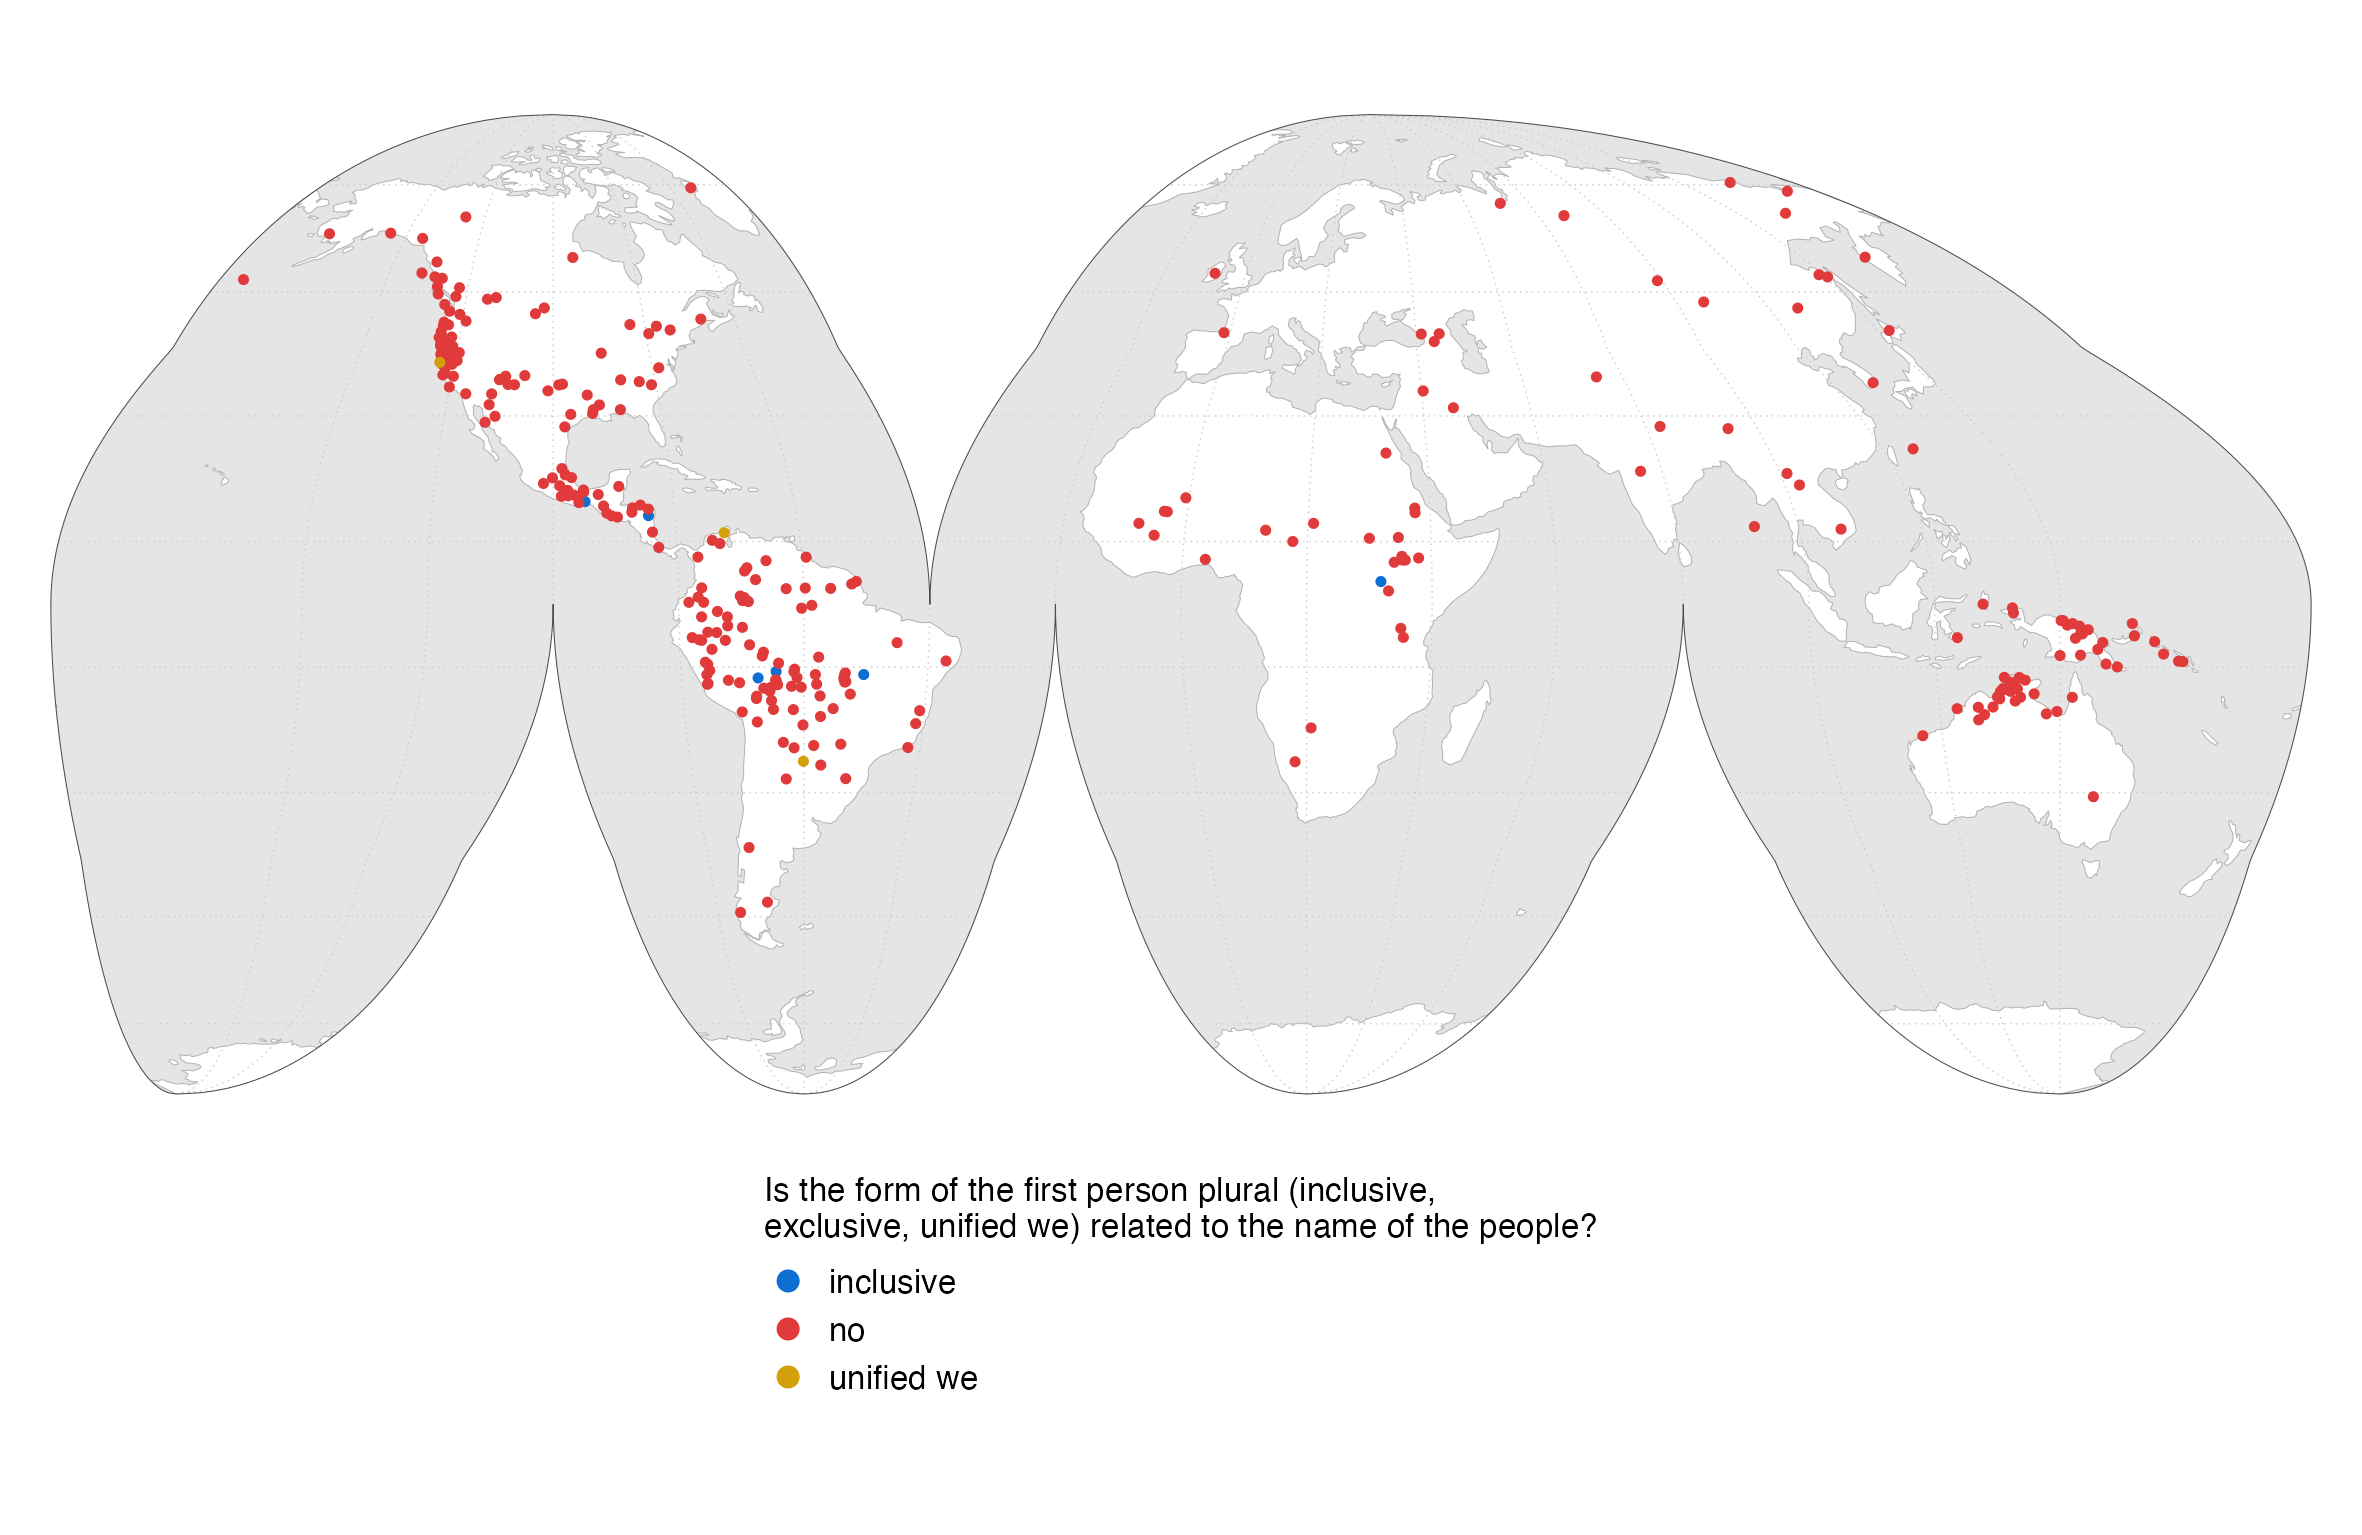 Is the form of the first person plural (inclusive,
exclusive, unified we) related to the name of the people?
inclusive
no
unified we